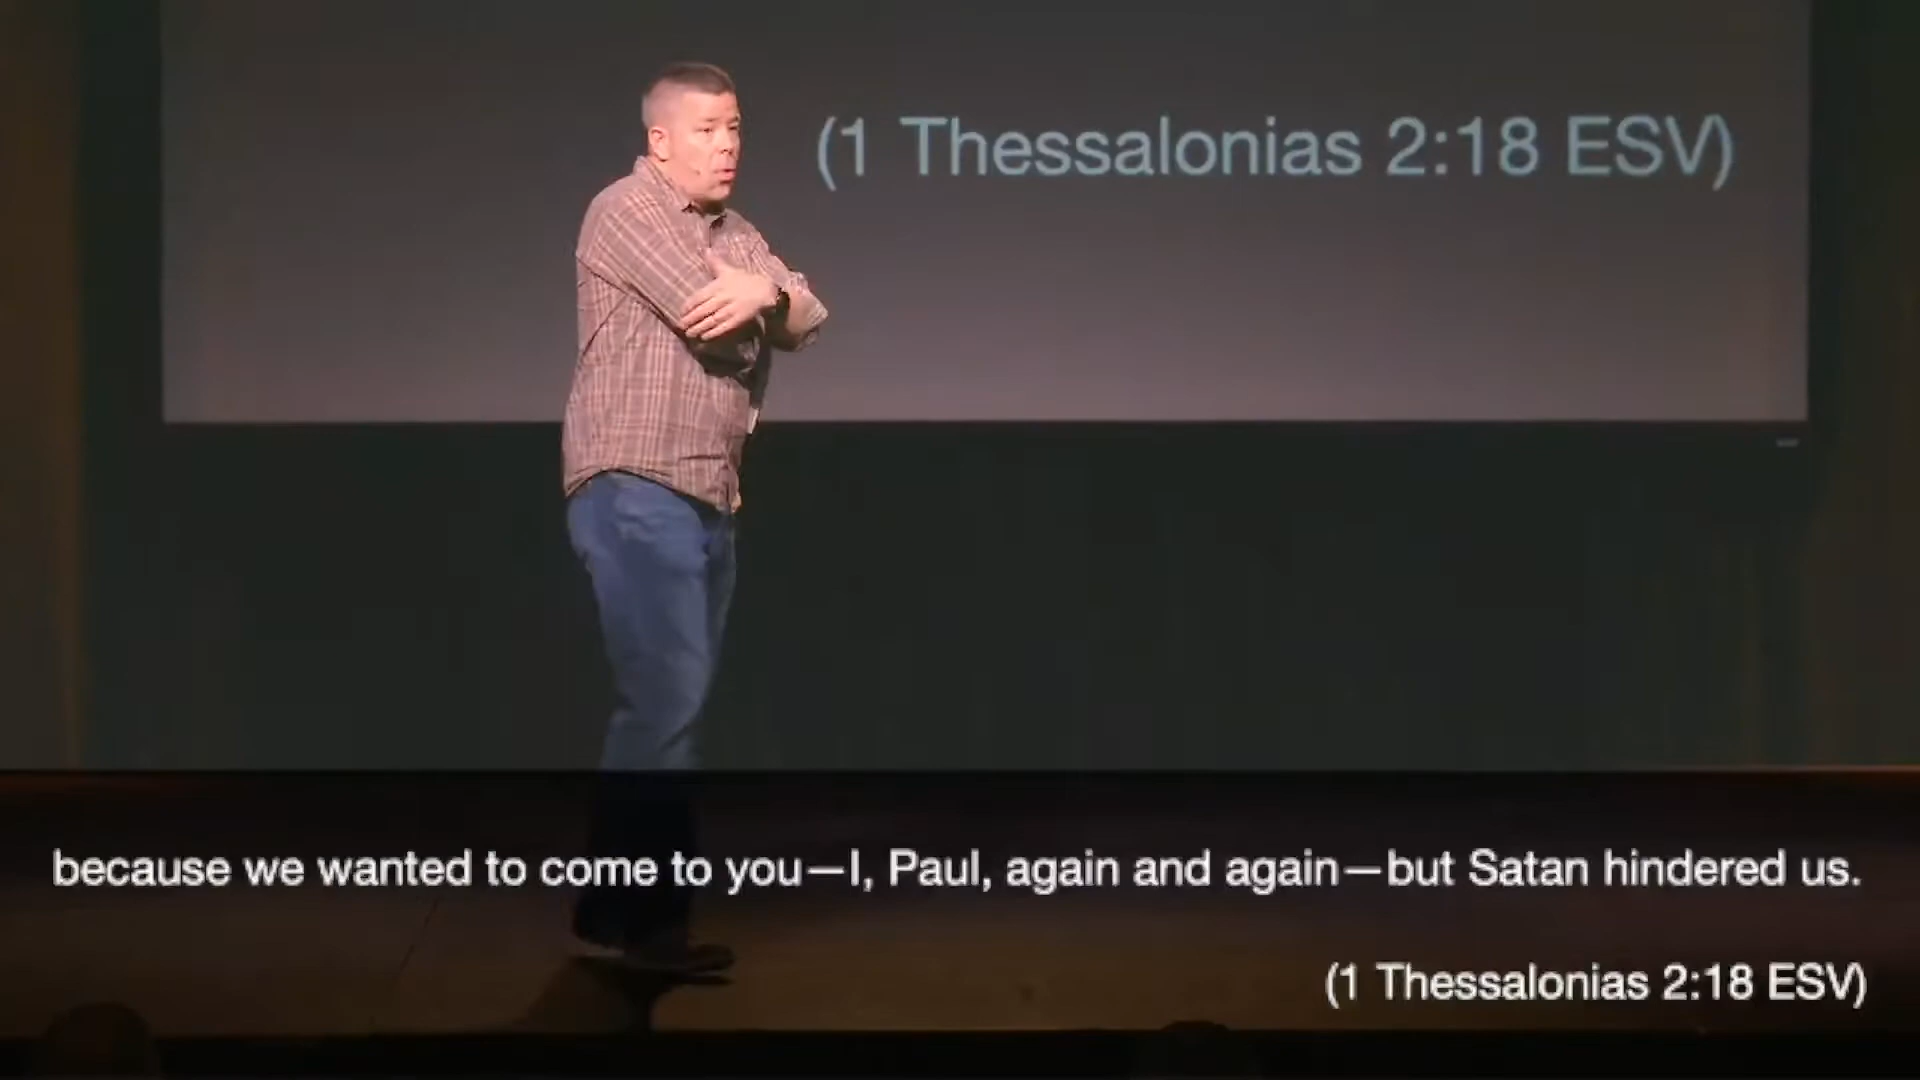 (1 Thessalonias 2:18 ESV)
because we wanted to come to you—I, Paul, again and again—but Satan hindered us.
(1 Thessalonias 2:18 ESV)